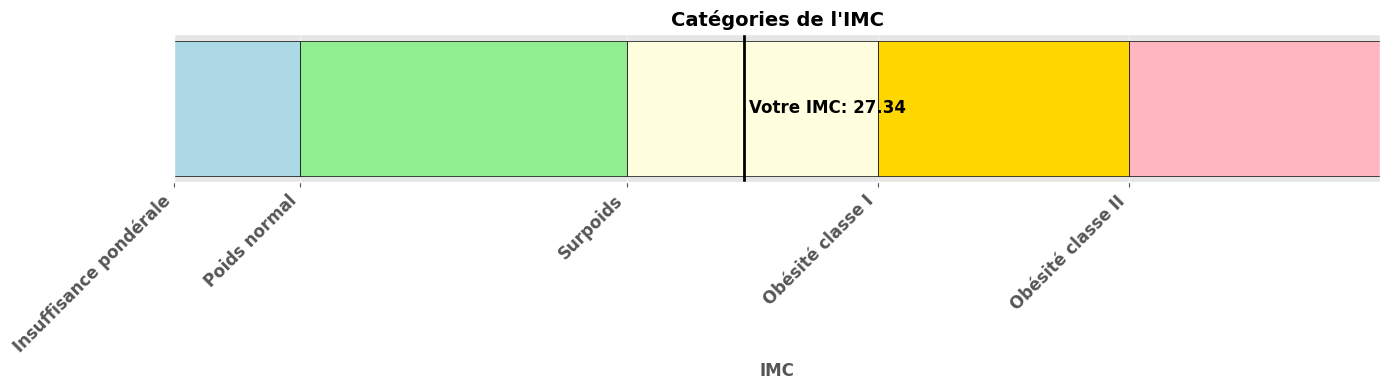 Catégories de l'IMC
Votre IMC: 27.34
Insuffisance pondérale
Poids normal
Surpoids
Obésité classe I
Obésité classe II
IMC